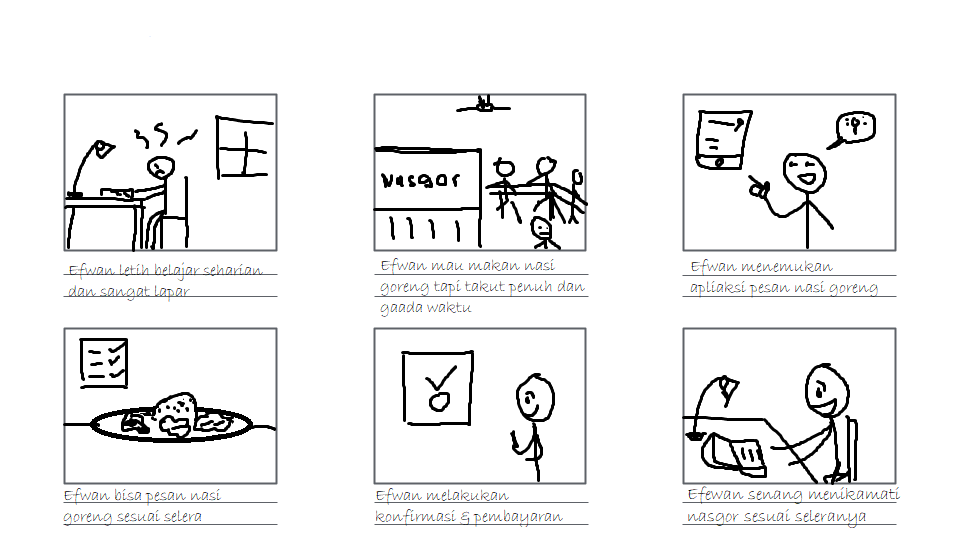 Nasgor
Efwan letih belajar seharian
dan sangat lapar
Efwan mau makan nasi
goreng tapi takut penuh dan
gaada waktu
Efwan menemukan
apliaksi pesan nasi goreng
Efwan bisa pesan nasi
goreng sesuai selera
Efwan melakukan
konfirmasi & pembayaran
Efewan senang menikamati
nasgor sesuai seleranya